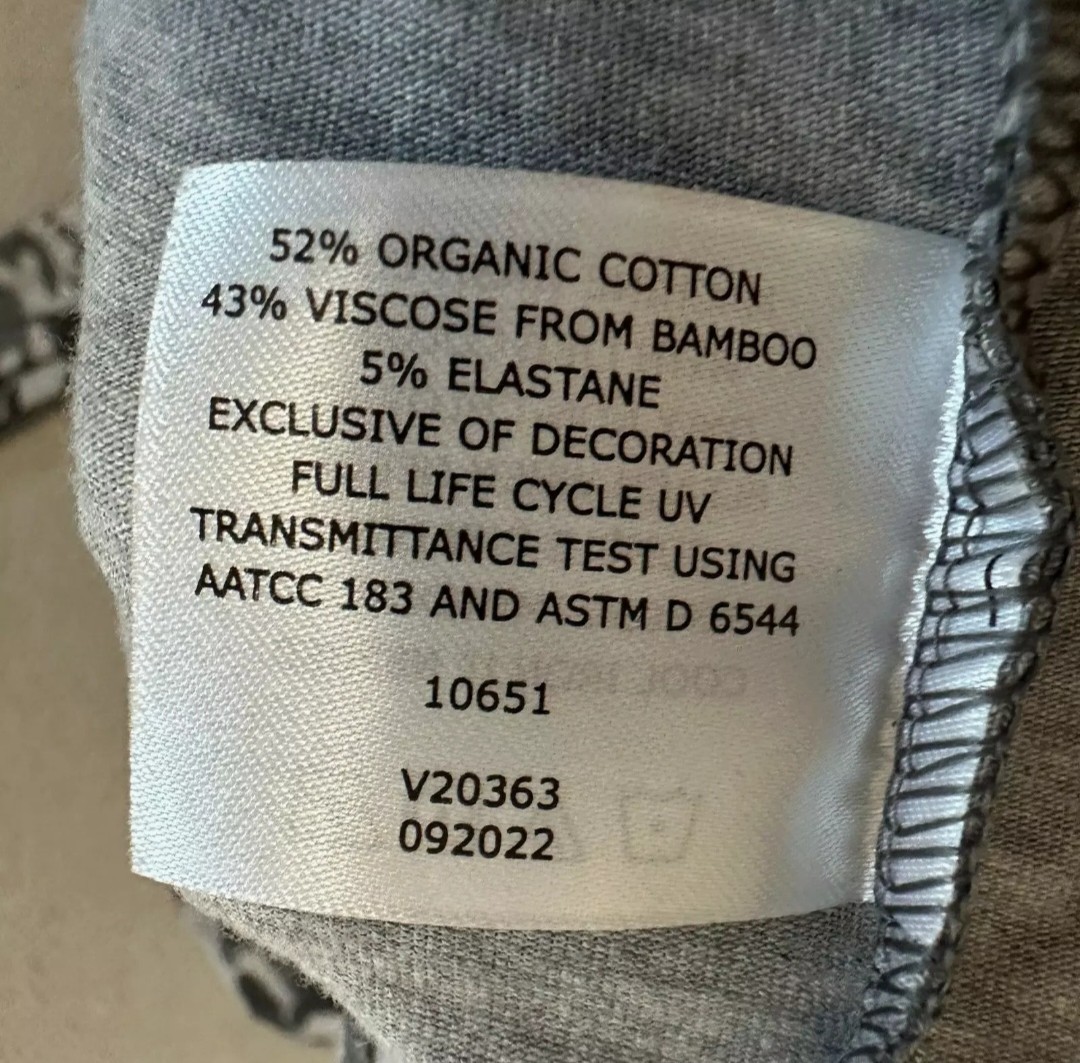 52% ORGANIC COTTON
43% VISCOSE FROM BAMBOO
5% ELASTANE
EXCLUSIVE OF DECORATION
FULL LIFE CYCLE UV
TRANSMITTANCE TEST USING
AATCC 183 AND ASTM D 6544
10651
V20363
092022